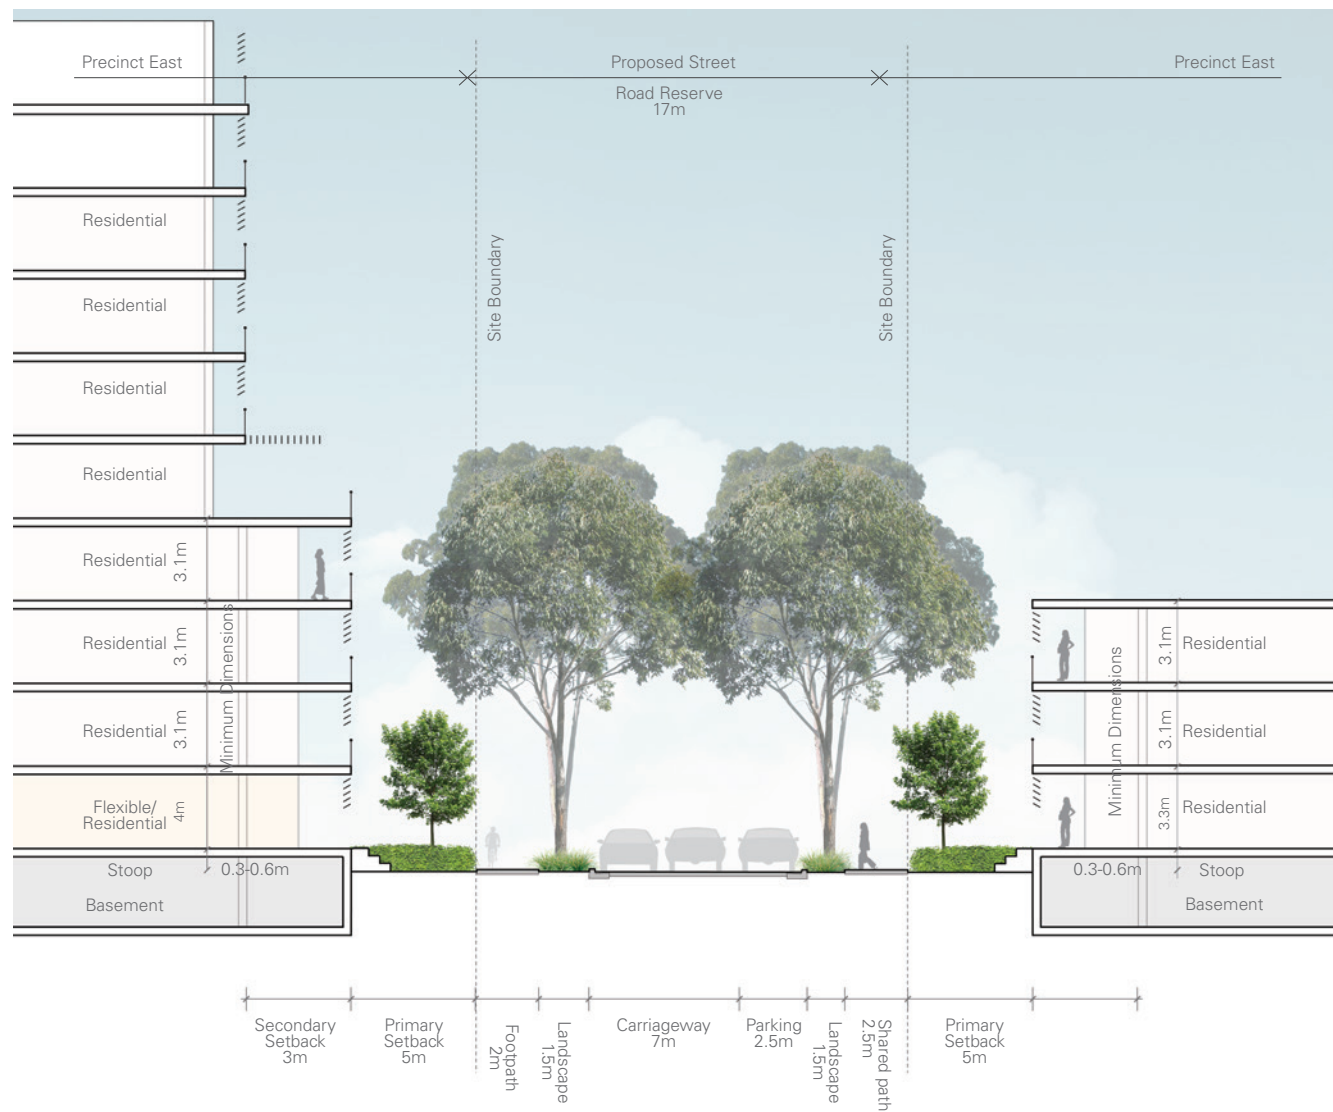 Precinct East
Proposed Street
Precinct East
Road Reserve
17m
Site Boundary
Site Boundary
Residential
Residential
Residential
Residential
Residential
3.1m
Residential
3.1m
Residential
3.1m
Flexible/
Residential
4m
Minimum Dimensions
Stoop
0.3-0.6m
Basement
3.1m
Residential
3.1m
Residential
3.3m
Residential
Minimum Dimensions
0.3-0.6m
Stoop
Basement
Secondary
Setback
3m
Primary
Setback
5m
Footpath
2m
Landscape
1.5m
Carriageway
7m
Parking
2.5m
Landscape
1.5m
Shared path
2.5m
Primary
Setback
5m